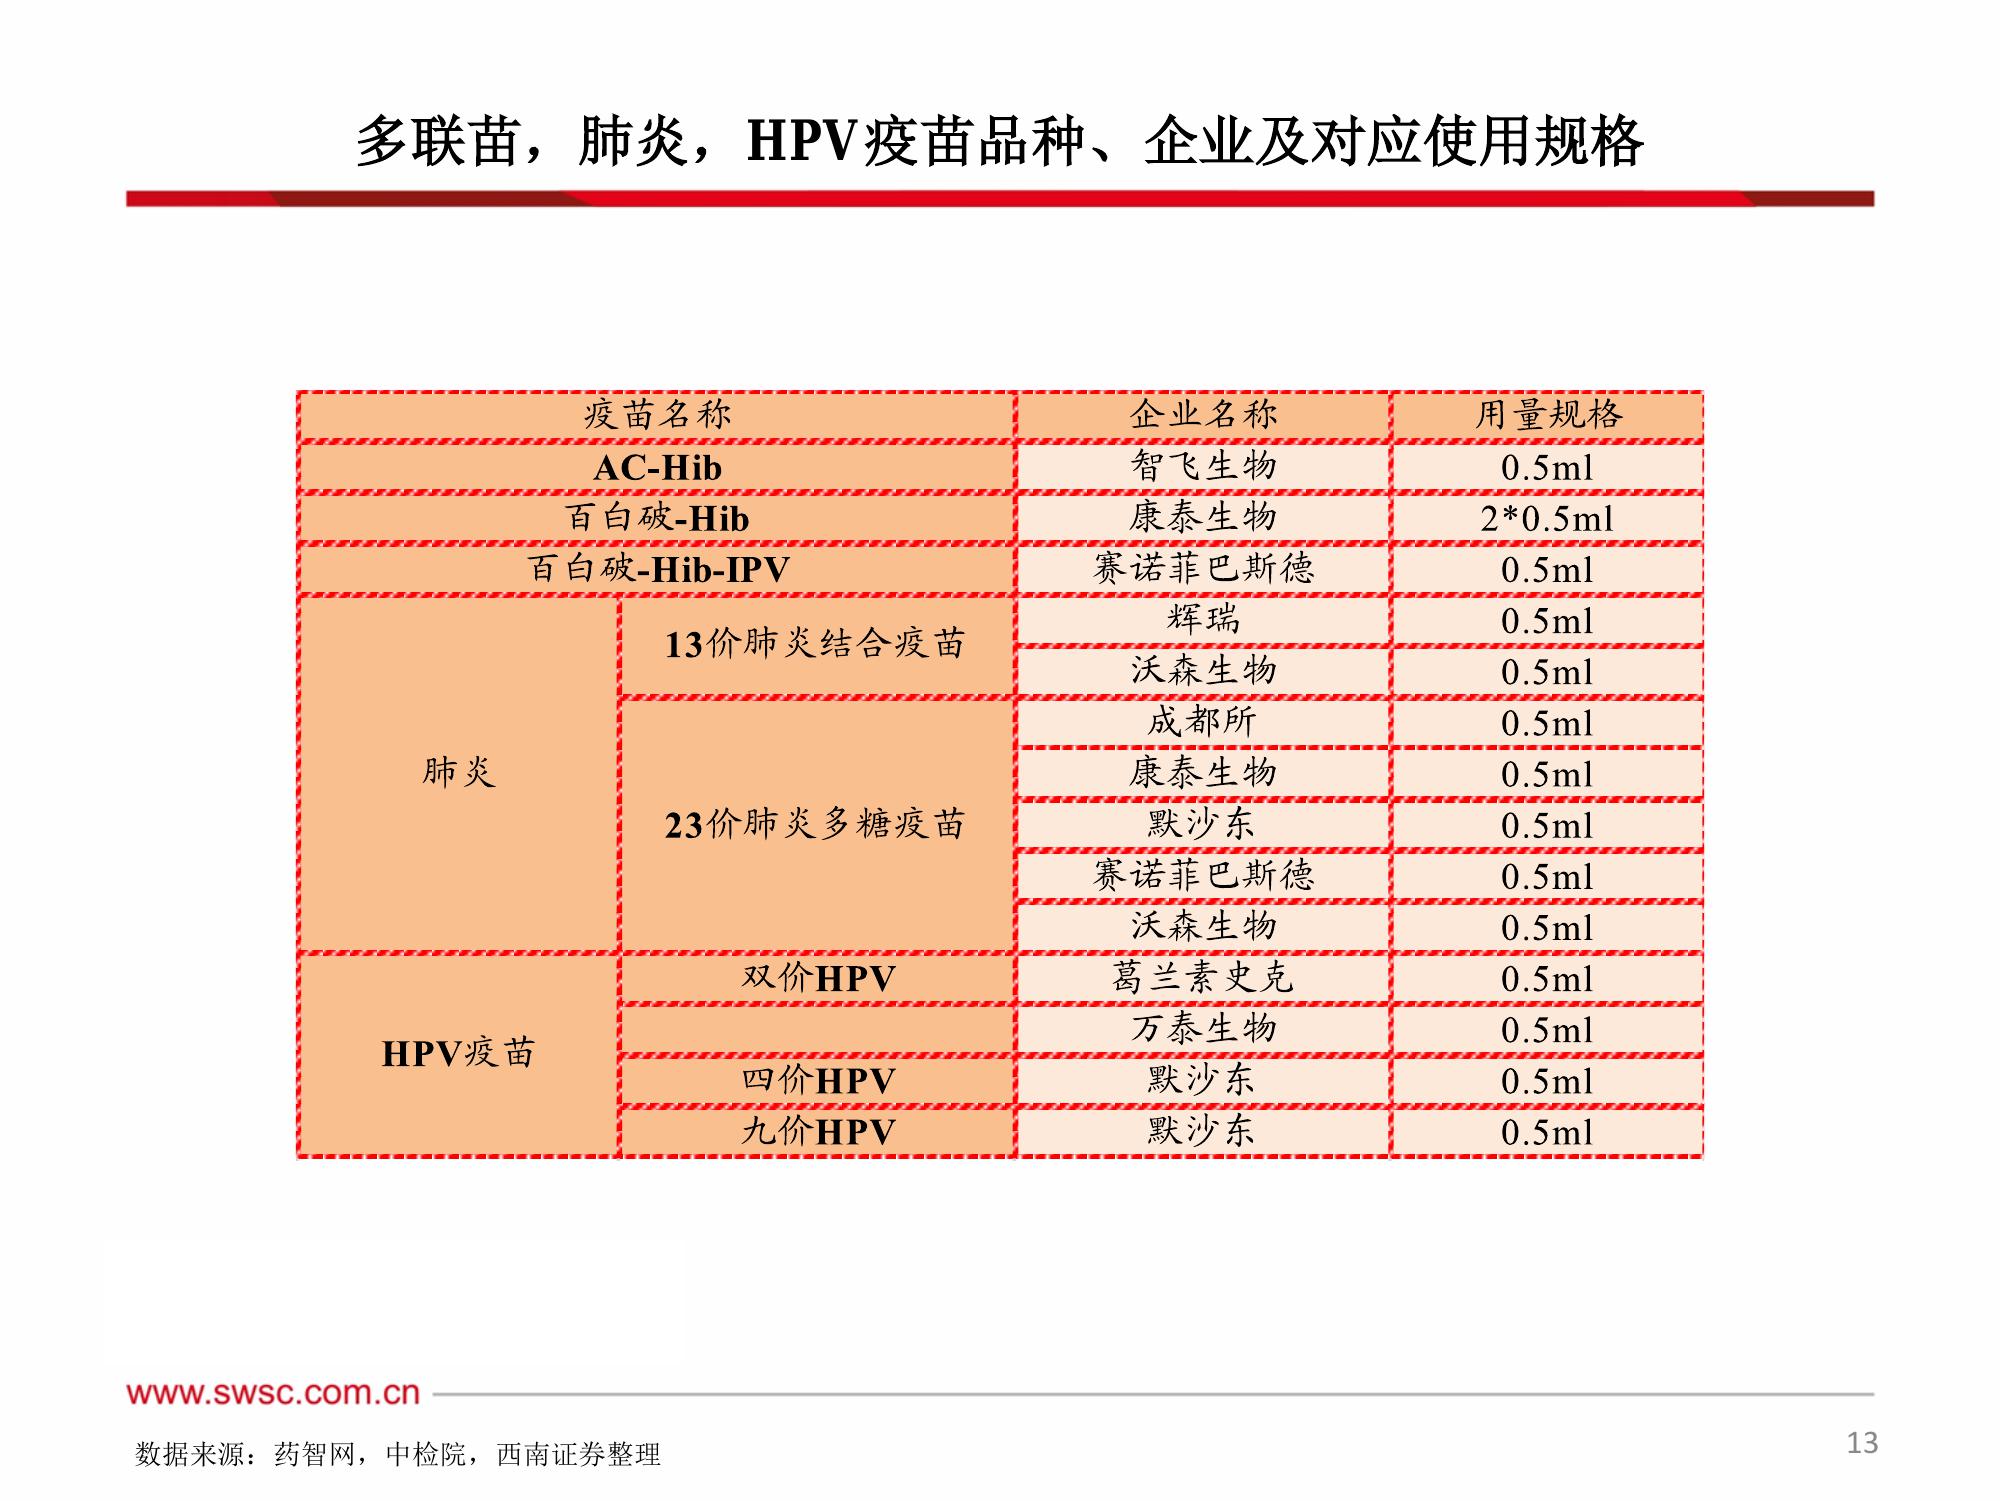 多联苗，肺炎，HPV疫苗品种、企业及对应使用规格
疫苗名称 企业名称 用量规格
AC-Hib 智飞生物 0.5ml
百白破-Hib 康泰生物 2*0.5ml
百白破-Hib-IPV 赛诺菲巴斯德 0.5ml
肺炎 13价肺炎结合疫苗 辉瑞 0.5ml
沃森生物 0.5ml
23价肺炎多糖疫苗 成都所 0.5ml
康泰生物 0.5ml
默沙东 0.5ml
赛诺菲巴斯德 0.5ml
沃森生物 0.5ml
HPV疫苗 双价HPV 葛兰素史克 0.5ml
万泰生物 0.5ml
四价HPV 默沙东 0.5ml
九价HPV 默沙东 0.5ml
www.swsc.com.cn
数据来源：药智网，中检院，西南证券整理
13